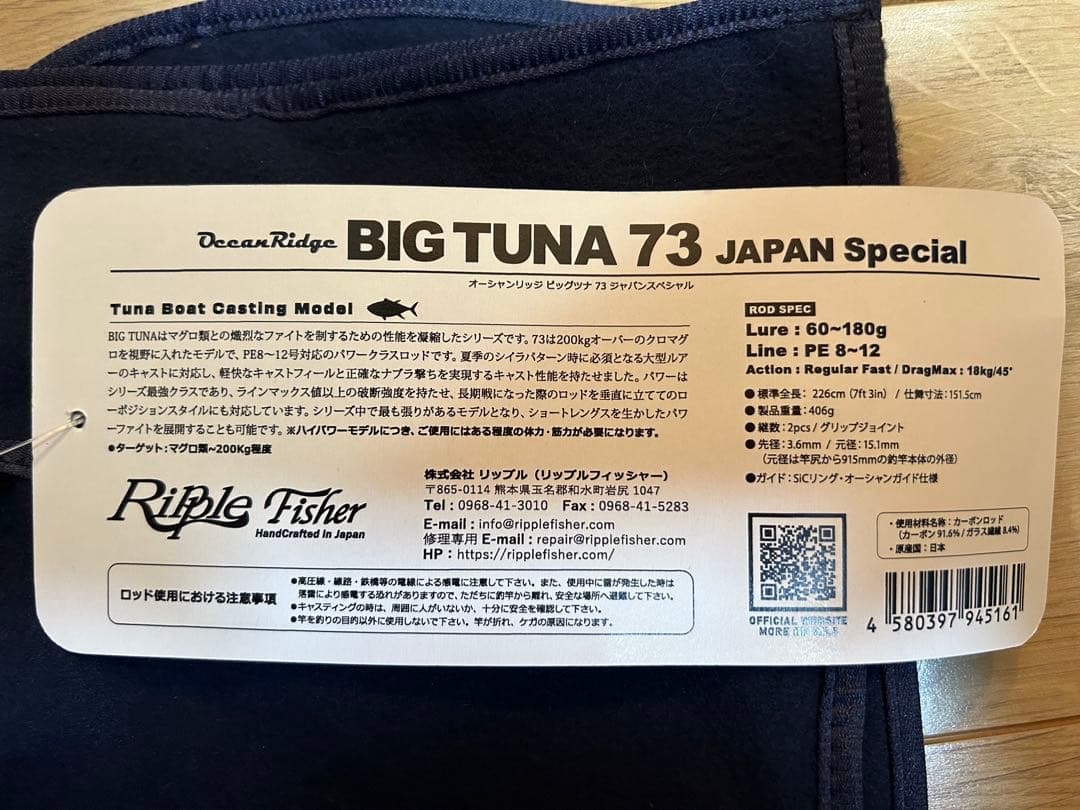 OceanRidge BIG TUNA 73 JAPAN Special
オーシャンリッジ ビッグツナ 73 ジャパンスペシャル
Tuna Boat Casting Model
BIG TUNAはマグロ類との熾烈なファイトを制するための性能を凝縮したシリーズです。73は200kgオーバーのクロマグ
ロを視野に入れたモデルで、PE8〜12号対応のパワークラスロッドです。夏季のシイラパターン時に必須となる大型ルア
ーのキャストに対応し、軽快なキャストフィールと正確なナブラ撃ちを実現するキャスト性能を持たせました。パワーは
シリーズ最強クラスであり、ラインマックス値以上の破断強度を持たせ、長期戦になった際のロッドを垂直に立ててのロ
ーポジションスタイルにも対応しています。シリーズ中で最も張りがあるモデルとなり、ショートレングスを生かしたパワ
ーファイトを展開することも可能です。※ハイパワーモデルにつき、ご使用にはある程度の体力・筋力が必要になります。
●ターゲット:マグロ類〜200Kg程度
ROD SPEC
Lure : 60~180g
Line : PE 8~12
Action : Regular Fast / DragMax : 18kg/45°
●標準全長: 226cm (7ft 3in) / 仕舞寸法:151.5cm
●製品重量:406g
●継数:2pcs / グリップジョイント
●先径:3.6mm / 元径:15.1mm
(元径は竿尻から915mmの釣竿本体の外径)
●ガイド:SiCリング・オーシャンガイド仕様
Ripple Fisher
HandCrafted in Japan
株式会社 リップル(リップルフィッシャー)
〒865-0114 熊本県玉名郡和水町岩尻 1047
Tel : 0968-41-3010 Fax : 0968-41-5283
E-mail : info@ripplefisher.com
修理専用 E-mail : repair@ripplefisher.com
HP : https://ripplefisher.com/
ロッド使用における注意事項
●高圧線・線路・鉄橋等の電線による感電に注意して下さい。また、使用中に雷が発生した時は
落雷により感電する恐れがありますので、ただちに釣竿から離れ、安全な場所へ退避して下さい。
●キャスティングの時は、周囲に人がいないか、十分に安全を確認して下さい。
●竿を釣りの目的以外に使用しないで下さい。竿が折れ、ケガの原因になります。
OFFICIAL WEBSITE
MORE
・使用材料名称:カーボンロッド
(カーボン 91.6% / ガラス繊維 8.4%)
・原産国:日本
4 580397 945161